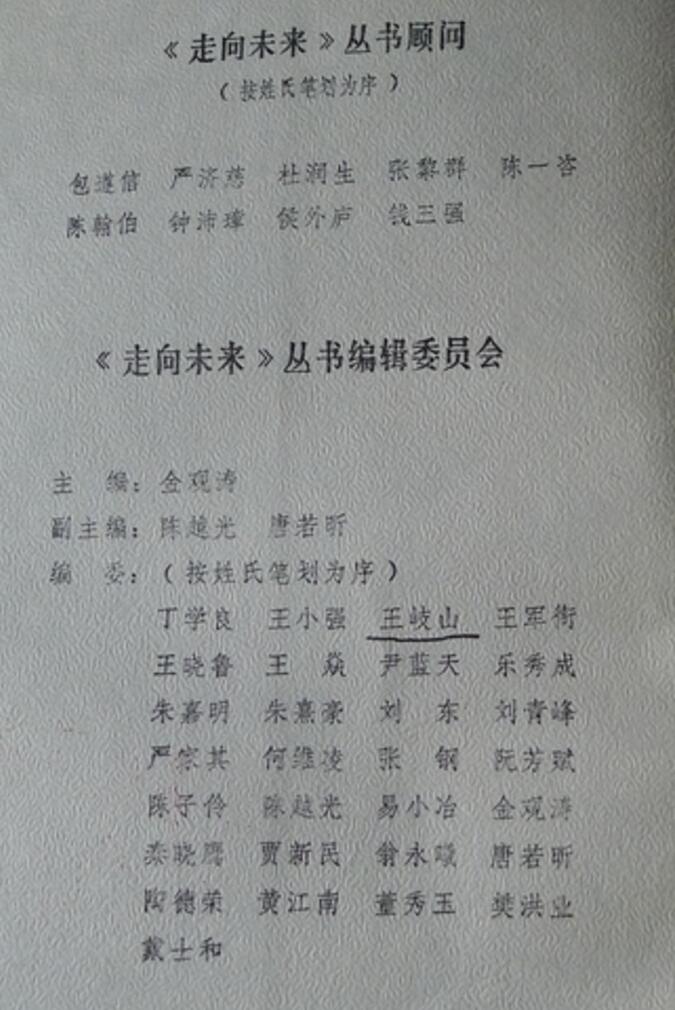 《走向未来》丛书顾问
（按姓氏笔划为序）
包遵信 严济慈 杜润生 张黎群 陈一咨
陈翰伯 钟沛璋 侯外庐 钱三强
《走向未来》丛书编辑委员会
主 编：金观涛
副主编：陈越光 唐若昕
编 委：（按姓氏笔划为序）
丁学良 王小强 王岐山 王军衔
王晓鲁 王 焱 尹蓝天 乐秀成
朱嘉明 朱熹豪 刘 东 刘青峰
严家其 何维凌 张 钢 阮芳赋
陈子伶 陈越光 易小冶 金观涛
栾晓鹰 贾新民 翁永曦 唐若昕
陶德荣 黄江南 董秀玉 樊洪业
戴士和